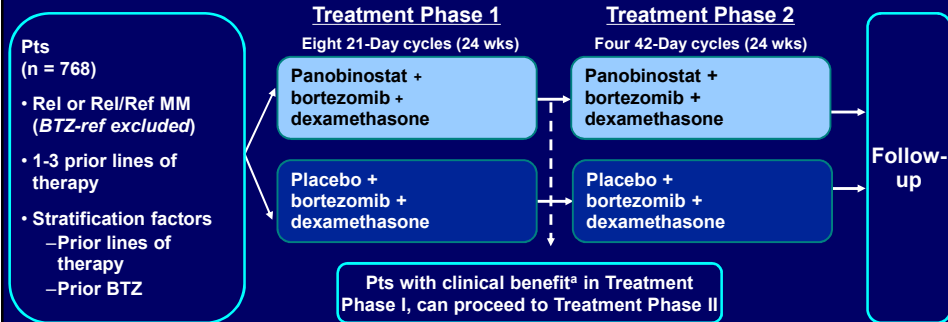 Treatment Phase 1
Treatment Phase 2
Eight 21-Day cycles (24 wks)
Four 42-Day cycles (24 wks)
Pts
(n = 768)
• Rel or Rel/Ref MM
(BTZ-ref excluded)
• 1-3 prior lines of
therapy
• Stratification factors
–Prior lines of
therapy
–Prior BTZ
Panobinostat +
bortezomib +
dexamethasone
Panobinostat +
bortezomib +
dexamethasone
Placebo +
bortezomib +
dexamethasone
Placebo +
bortezomib +
dexamethasone
Follow-
up
Pts with clinical benefitª in Treatment
Phase I, can proceed to Treatment Phase II